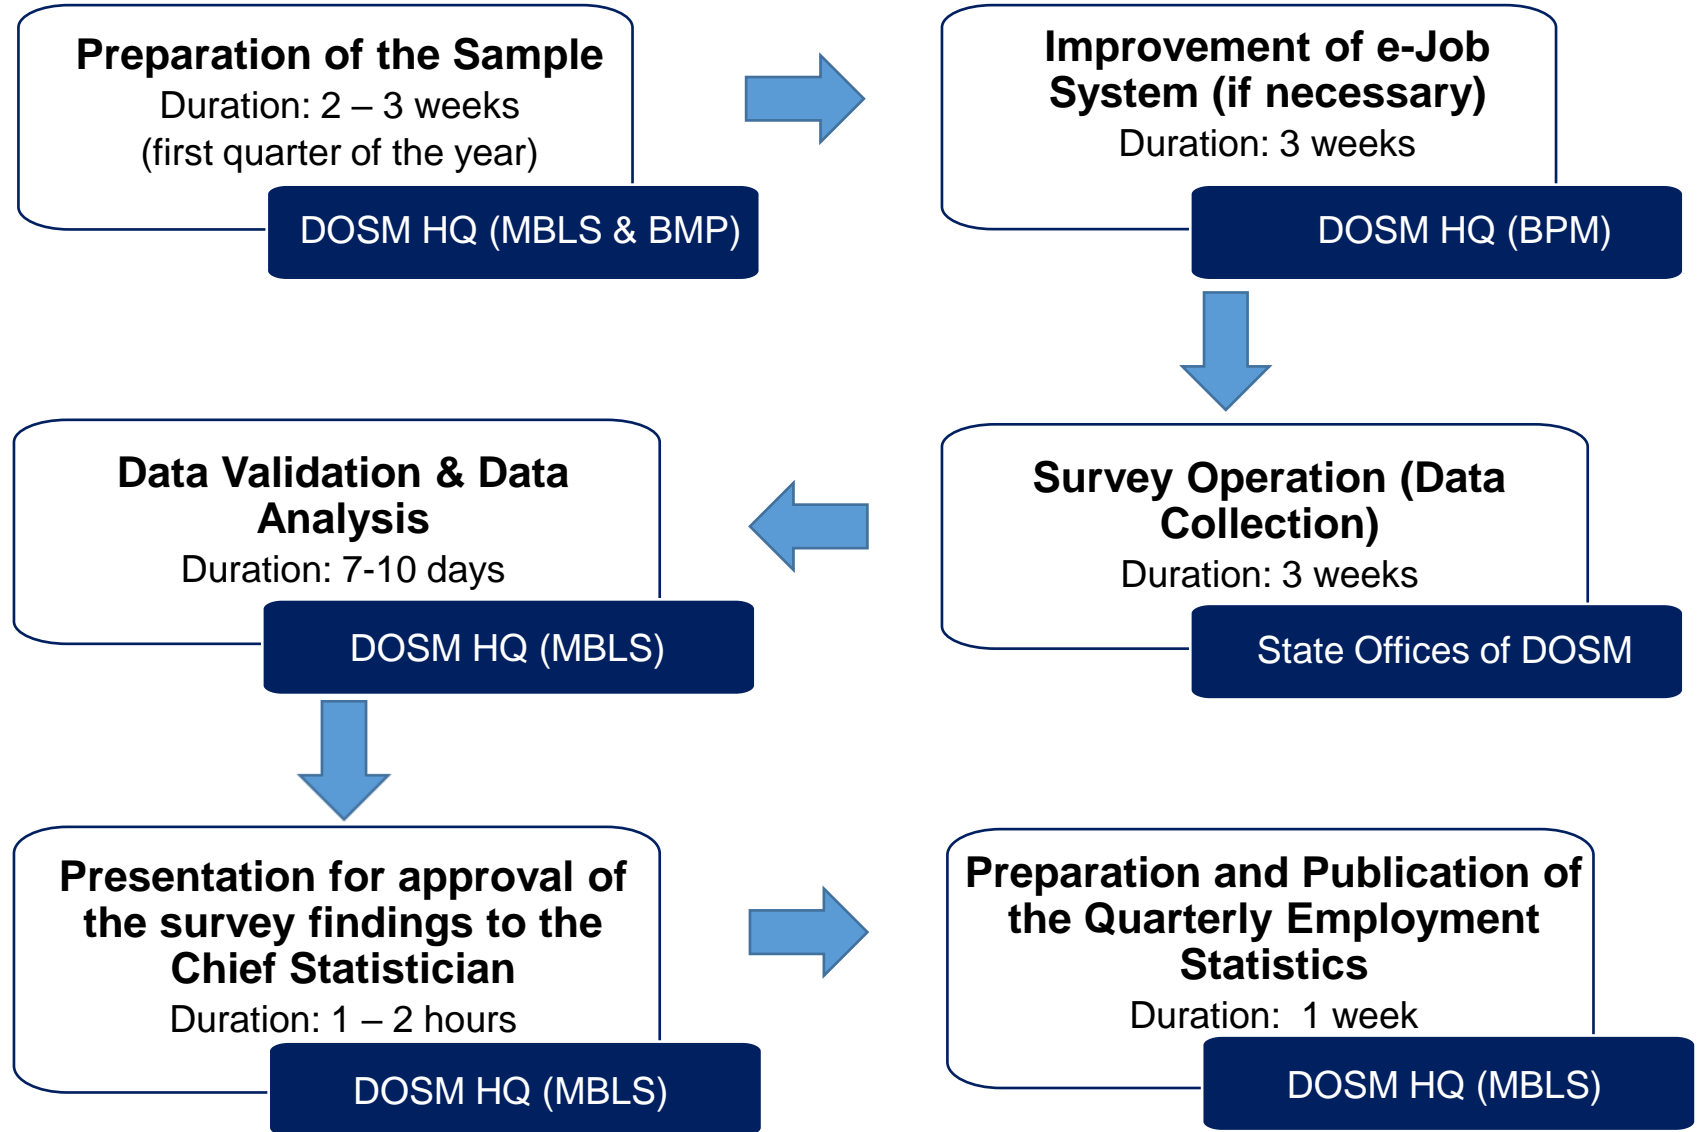 Preparation of the Sample
Duration: 2 – 3 weeks
(first quarter of the year)
DOSM HQ (MBLS & BMP)
Improvement of e-Job
System (if necessary)
Duration: 3 weeks
DOSM HQ (BPM)
Survey Operation (Data
Collection)
Duration: 3 weeks
State Offices of DOSM
Data Validation & Data
Analysis
Duration: 7-10 days
DOSM HQ (MBLS)
Presentation for approval of
the survey findings to the
Chief Statistician
Duration: 1 – 2 hours
DOSM HQ (MBLS)
Preparation and Publication of
the Quarterly Employment
Statistics
Duration:  1 week
DOSM HQ (MBLS)